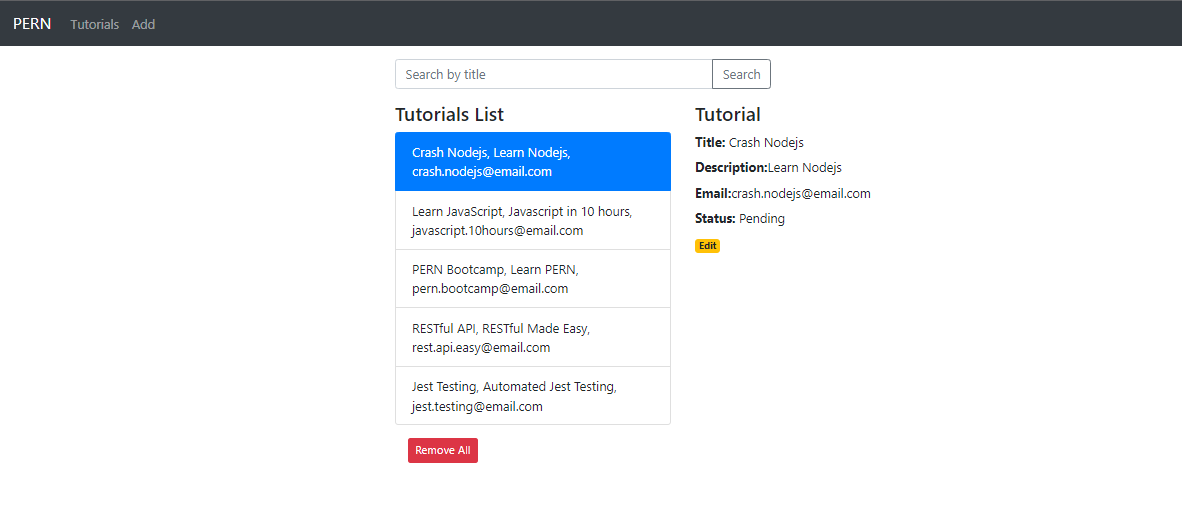 PERN Tutorials Add
Search by title Search
Tutorials List
Crash Nodejs, Learn Nodejs,
crash.nodejs@email.com
Learn JavaScript, Javascript in 10 hours,
javascript.10hours@email.com
PERN Bootcamp, Learn PERN,
pern.bootcamp@email.com
RESTful API, RESTful Made Easy,
rest.api.easy@email.com
Jest Testing, Automated Jest Testing,
jest.testing@email.com
Remove All
Tutorial
Title: Crash Nodejs
Description:Learn Nodejs
Email:crash.nodejs@email.com
Status: Pending
Edit